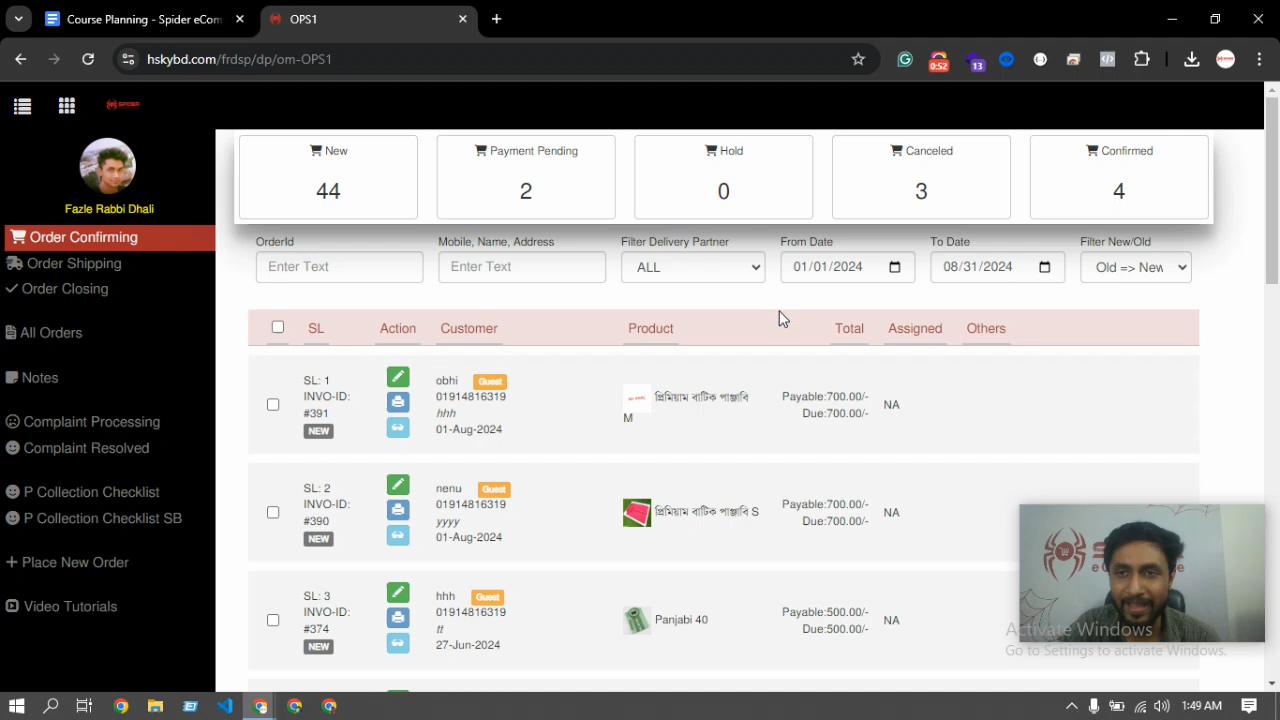 Course Planning - Spider eCom
OPS1
hskybd.com/frdsp/dp/om-OPS1
0:52
13
SPIDER
Fazle Rabbi Dhali
Order Confirming
Order Shipping
Order Closing
All Orders
Notes
Complaint Processing
Complaint Resolved
P Collection Checklist
P Collection Checklist SB
Place New Order
Video Tutorials
New
44
Payment Pending
2
Hold
0
Canceled
3
Confirmed
4
OrderId
Enter Text
Mobile, Name, Address
Enter Text
Filter Delivery Partner
ALL
From Date
01/01/2024
To Date
08/31/2024
Filter New/Old
Old => New
SL Action Customer Product Total Assigned Others
SL: 1
INVO-ID:
#391
NEW
obhi Guest
01914816319
hhh
01-Aug-2024
প্রিমিয়াম বাটিক পাঞ্জাবি
M
Payable:700.00/-
Due:700.00/-
NA
SL: 2
INVO-ID:
#390
NEW
nenu Guest
01914816319
yyyy
01-Aug-2024
প্রিমিয়াম বাটিক পাঞ্জাবি S
Payable:700.00/-
Due:700.00/-
NA
SL: 3
INVO-ID:
#374
NEW
hhh Guest
01914816319
tt
27-Jun-2024
Panjabi 40
Payable:500.00/-
Due:500.00/-
NA
Activate Windows
Go to Settings to activate Windows.
1:49 AM